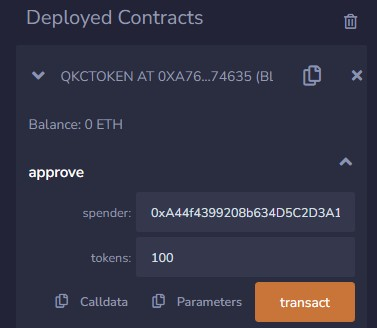 Deployed Contracts
QKCTOKEN AT 0XA76...74635 (Bl
Balance: 0 ETH
approve
spender: 0xA44f4399208b634D5C2D3A1
tokens: 100
Calldata Parameters transact